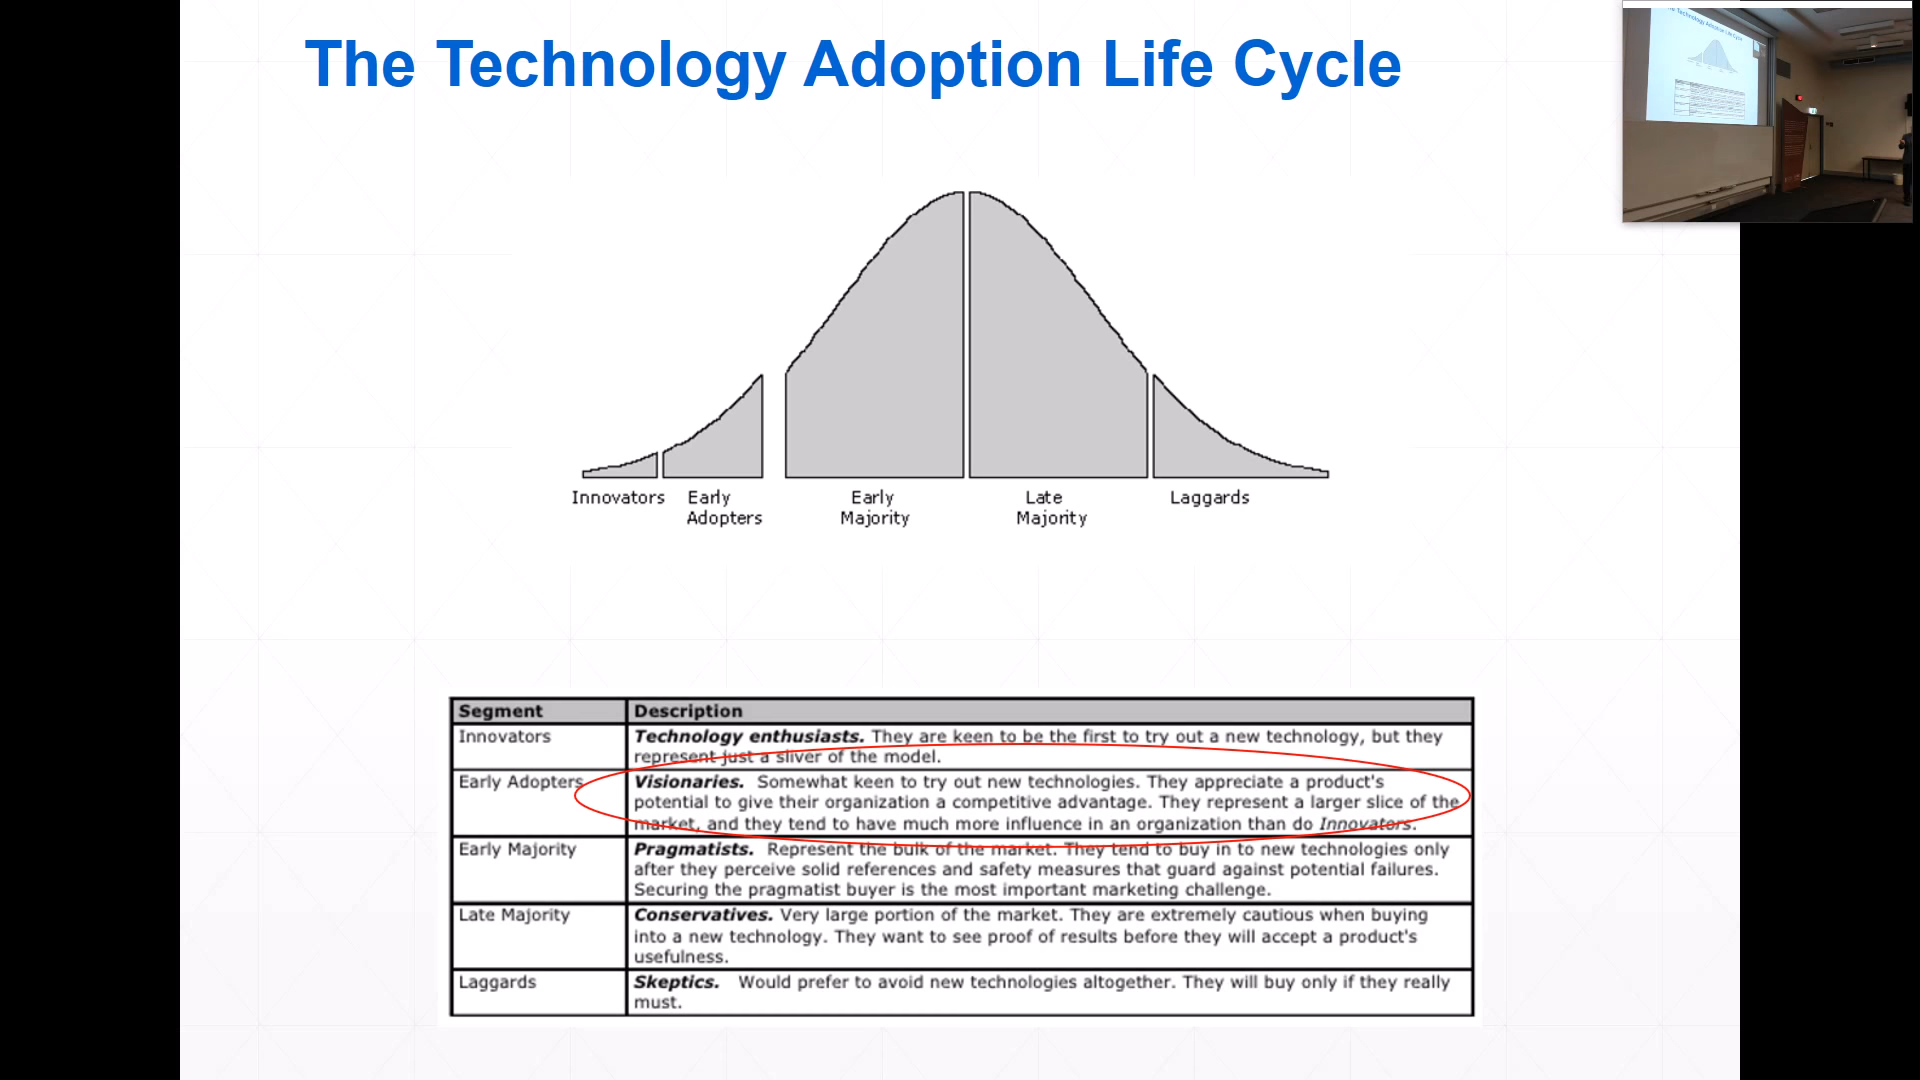 The Technology Adoption Life Cycle
Innovators Early Early Late Laggards
Adopters Majority Majority
Segment Description
Innovators Technology enthusiasts. They are keen to be the first to try out a new technology, but they
represent just a sliver of the model.
Early Adopters Visionaries. Somewhat keen to try out new technologies. They appreciate a product's
potential to give their organization a competitive advantage. They represent a larger slice of the
market, and they tend to have much more influence in an organization than do Innovators.
Early Majority Pragmatists. Represent the bulk of the market. They tend to buy in to new technologies only
after they perceive solid references and safety measures that guard against potential failures.
Securing the pragmatist buyer is the most important marketing challenge.
Late Majority Conservatives. Very large portion of the market. They are extremely cautious when buying
into a new technology. They want to see proof of results before they will accept a product's
usefulness.
Laggards Skeptics. Would prefer to avoid new technologies altogether. They will buy only if they really
must.